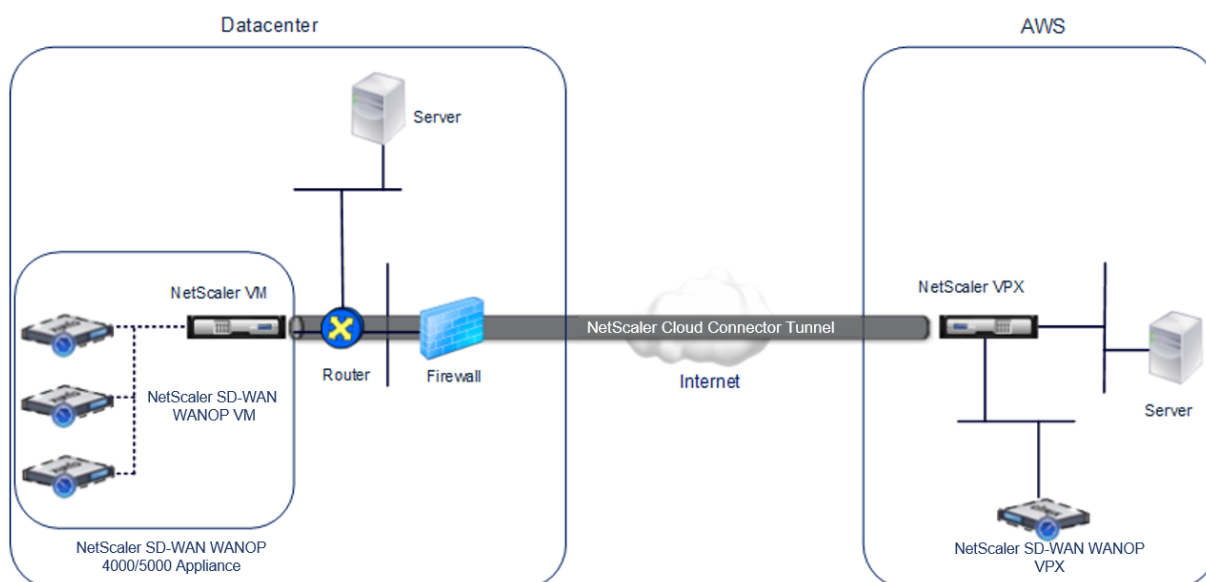 Datacenter
AWS
Server
NetScaler VM
NetScaler VPX
NetScaler Cloud Connector Tunnel
Router
Firewall
Internet
NetScaler SD-WAN
WANOP VM
Server
NetScaler SD-WAN WANOP
4000/5000 Appliance
NetScaler SD-WAN WANOP
VPX